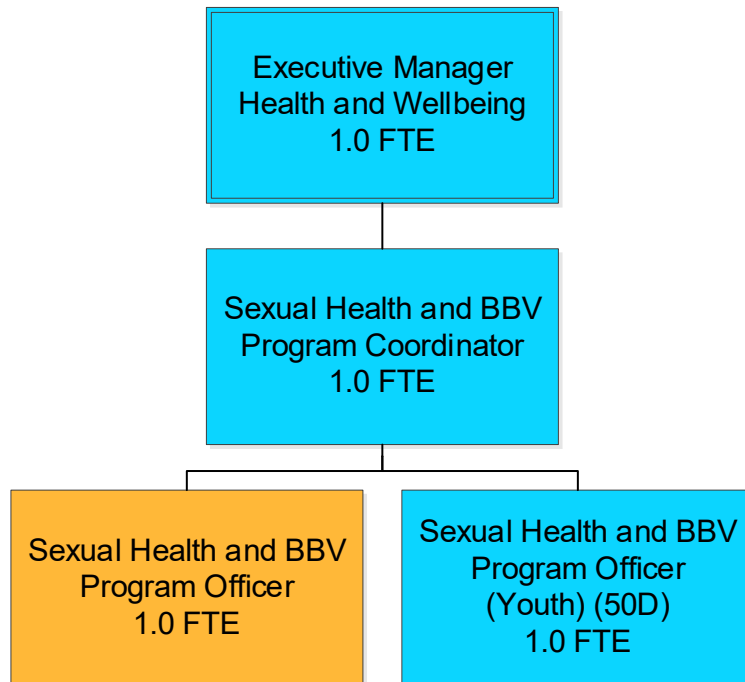 Executive Manager
Health and Wellbeing
1.0 FTE
Sexual Health and BBV
Program Coordinator
1.0 FTE
Sexual Health and BBV
Program Officer
1.0 FTE
Sexual Health and BBV
Program Officer
(Youth) (50D)
1.0 FTE